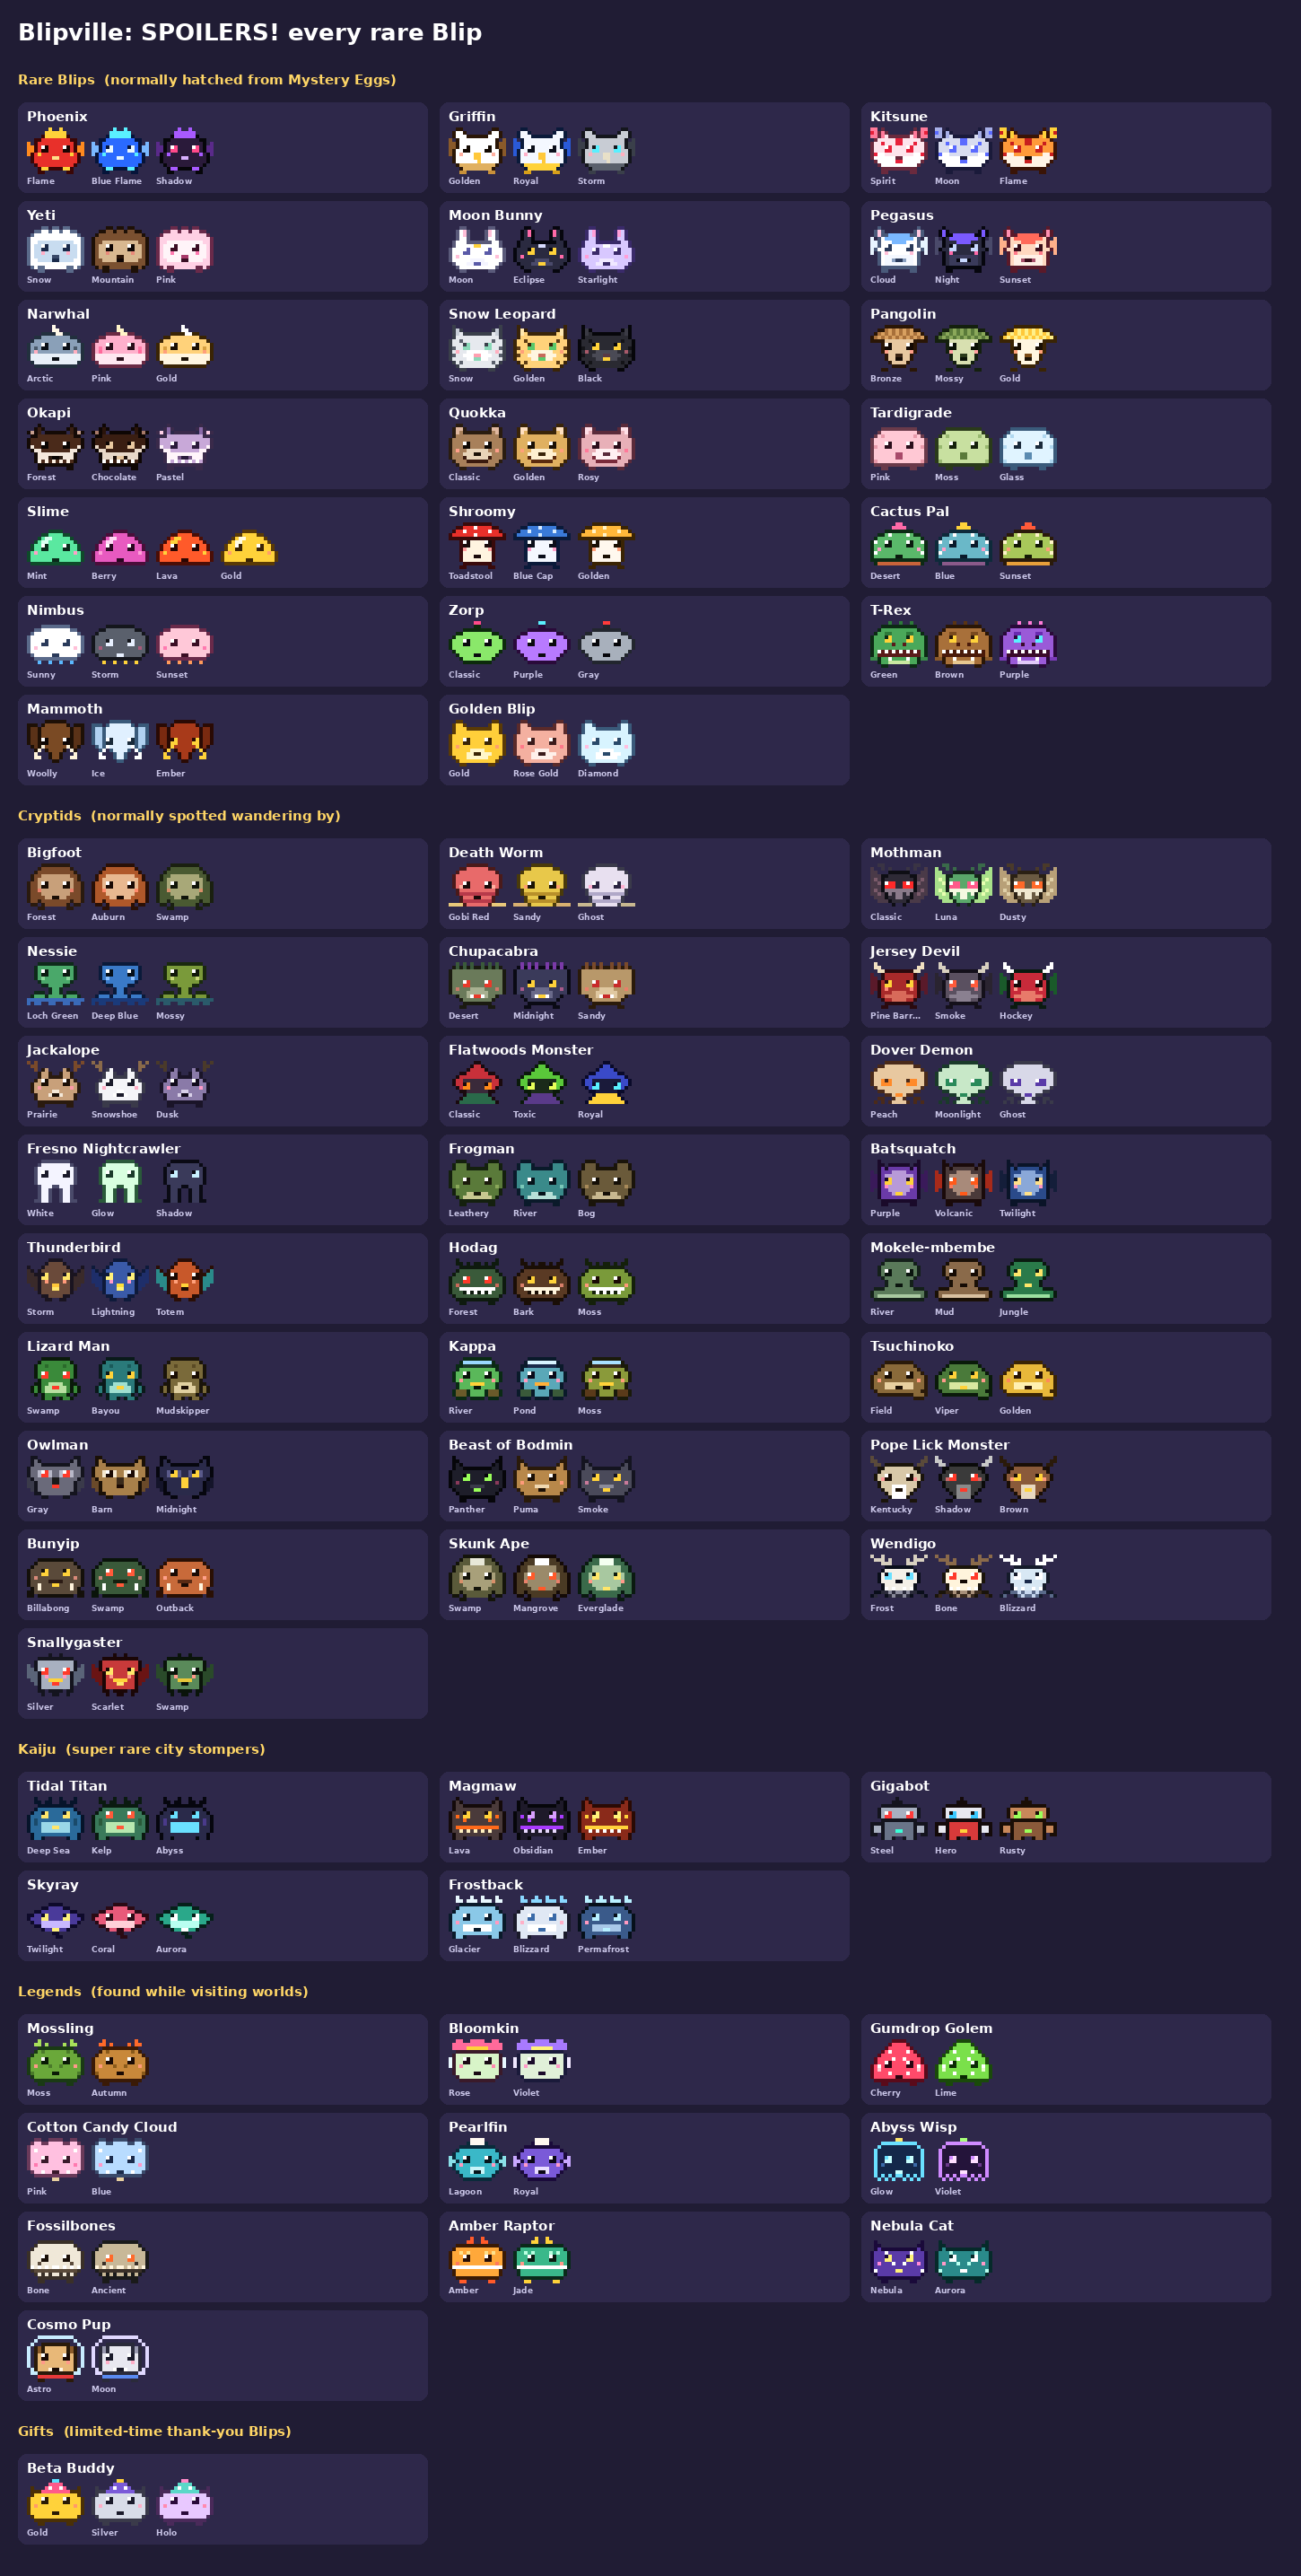 Blipville: SPOILERS! every rare Blip
Rare Blips (normally hatched from Mystery Eggs)
Phoenix
Flame Blue Flame Shadow
Griffin
Golden Royal Storm
Kitsune
Spirit Moon Flame
Yeti
Snow Mountain Pink
Moon Bunny
Moon Eclipse Starlight
Pegasus
Cloud Night Sunset
Narwhal
Arctic Pink Gold
Snow Leopard
Snow Golden Black
Pangolin
Bronze Mossy Gold
Okapi
Forest Chocolate Pastel
Quokka
Classic Golden Rosy
Tardigrade
Pink Moss Glass
Slime
Mint Berry Lava Gold
Shroomy
Toadstool Blue Cap Golden
Cactus Pal
Desert Blue Sunset
Nimbus
Sunny Storm Sunset
Zorp
Classic Purple Gray
T-Rex
Green Brown Purple
Mammoth
Woolly Ice Ember
Golden Blip
Gold Rose Gold Diamond
Cryptids (normally spotted wandering by)
Bigfoot
Forest Auburn Swamp
Death Worm
Gobi Red Sandy Ghost
Mothman
Classic Luna Dusty
Nessie
Loch Green Deep Blue Mossy
Chupacabra
Desert Midnight Sandy
Jersey Devil
Pine Barr... Smoke Hockey
Jackalope
Prairie Snowshoe Dusk
Flatwoods Monster
Classic Toxic Royal
Dover Demon
Peach Moonlight Ghost
Fresno Nightcrawler
White Glow Shadow
Frogman
Leathery River Bog
Batsquatch
Purple Volcanic Twilight
Thunderbird
Storm Lightning Totem
Hodag
Forest Bark Moss
Mokele-mbembe
River Mud Jungle
Lizard Man
Swamp Bayou Mudskipper
Kappa
River Pond Moss
Tsuchinoko
Field Viper Golden
Owlman
Gray Barn Midnight
Beast of Bodmin
Panther Puma Smoke
Pope Lick Monster
Kentucky Shadow Brown
Bunyip
Billabong Swamp Outback
Skunk Ape
Swamp Mangrove Everglade
Wendigo
Frost Bone Blizzard
Snallygaster
Silver Scarlet Swamp
Kaiju (super rare city stompers)
Tidal Titan
Deep Sea Kelp Abyss
Magmaw
Lava Obsidian Ember
Gigabot
Steel Hero Rusty
Skyray
Twilight Coral Aurora
Frostback
Glacier Blizzard Permafrost
Legends (found while visiting worlds)
Mossling
Moss Autumn
Bloomkin
Rose Violet
Gumdrop Golem
Cherry Lime
Cotton Candy Cloud
Pink Blue
Pearlfin
Lagoon Royal
Abyss Wisp
Glow Violet
Fossilbones
Bone Ancient
Amber Raptor
Amber Jade
Nebula Cat
Nebula Aurora
Cosmo Pup
Astro Moon
Gifts (limited-time thank-you Blips)
Beta Buddy
Gold Silver Holo